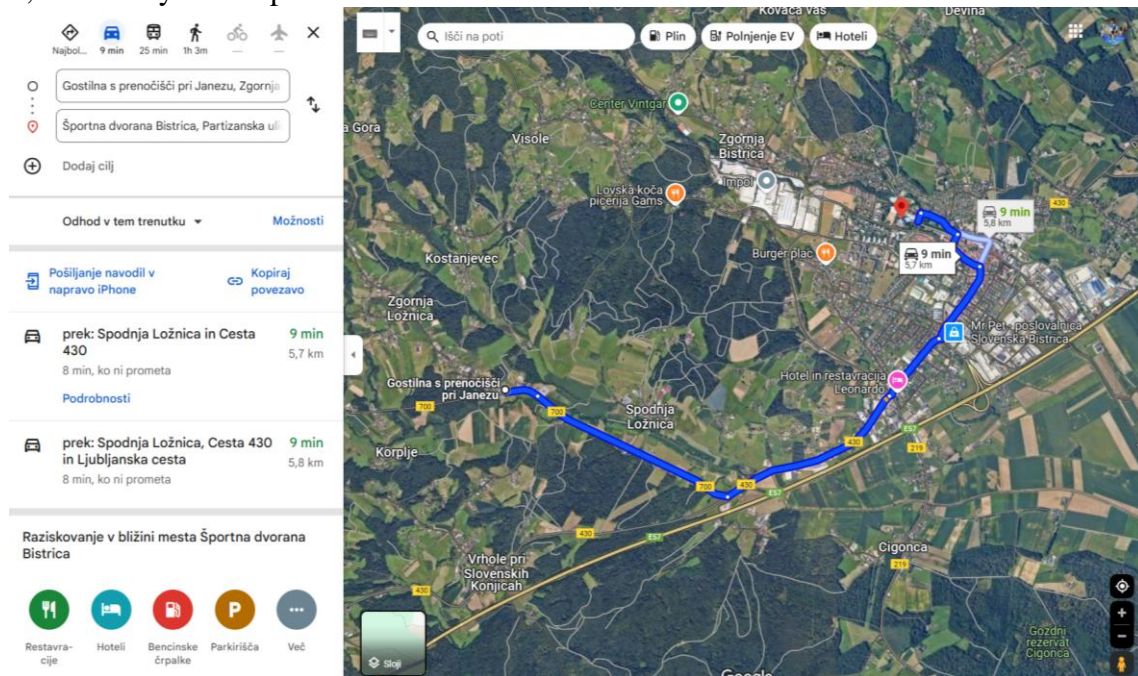 Najbol...
9 min
25 min
1h 3m
Gostilna s prenočišči pri Janezu, Zgornja
Športna dvorana Bistrica, Partizanska uli
Dodaj cilj
Odhod v tem trenutku
Možnosti
Pošiljanje navodil v
napravo iPhone
Kopiraj
povezavo
prek: Spodnja Ložnica in Cesta
430
9 min
5,7 km
8 min, ko ni prometa
Podrobnosti
prek: Spodnja Ložnica, Cesta 430
in Ljubljanska cesta
9 min
5,8 km
8 min, ko ni prometa
Raziskovanje v bližini mesta Športna dvorana
Bistrica
Restavra-
cije
Hoteli
Bencinske
črpalke
Parkirišča
Več
Išči na poti
Plin
Polnjenje EV
Hoteli
Kovača vas
Devina
Center Vintgar
a Gora
Visole
Zgornja
Bistrica
Impol
Lovska koča
picerija Gams
9 min
5,8 km
430
9 min
5,7 km
Burger plac
Kostanjevec
Zgornja
Ložnica
Mr.Pet - poslovalnica
Slovenska Bistrica
Hotel in restavracija
Leonardo
Gostilna s prenočišči
pri Janezu
700
700
Spodnja
Ložnica
E57
430
219
Korplje
700
430
E57
430
E57
Cigonca
219
Vrhole pri
Slovenskih
Konjicah
430
Gozdni
rezervat
Cigonca
Sloji
Google